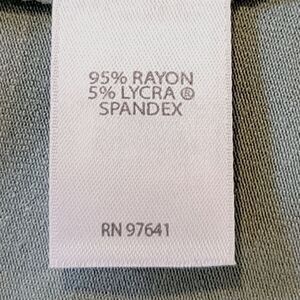 95% RAYON
5% LYCRA ®
SPANDEX
RN 97641